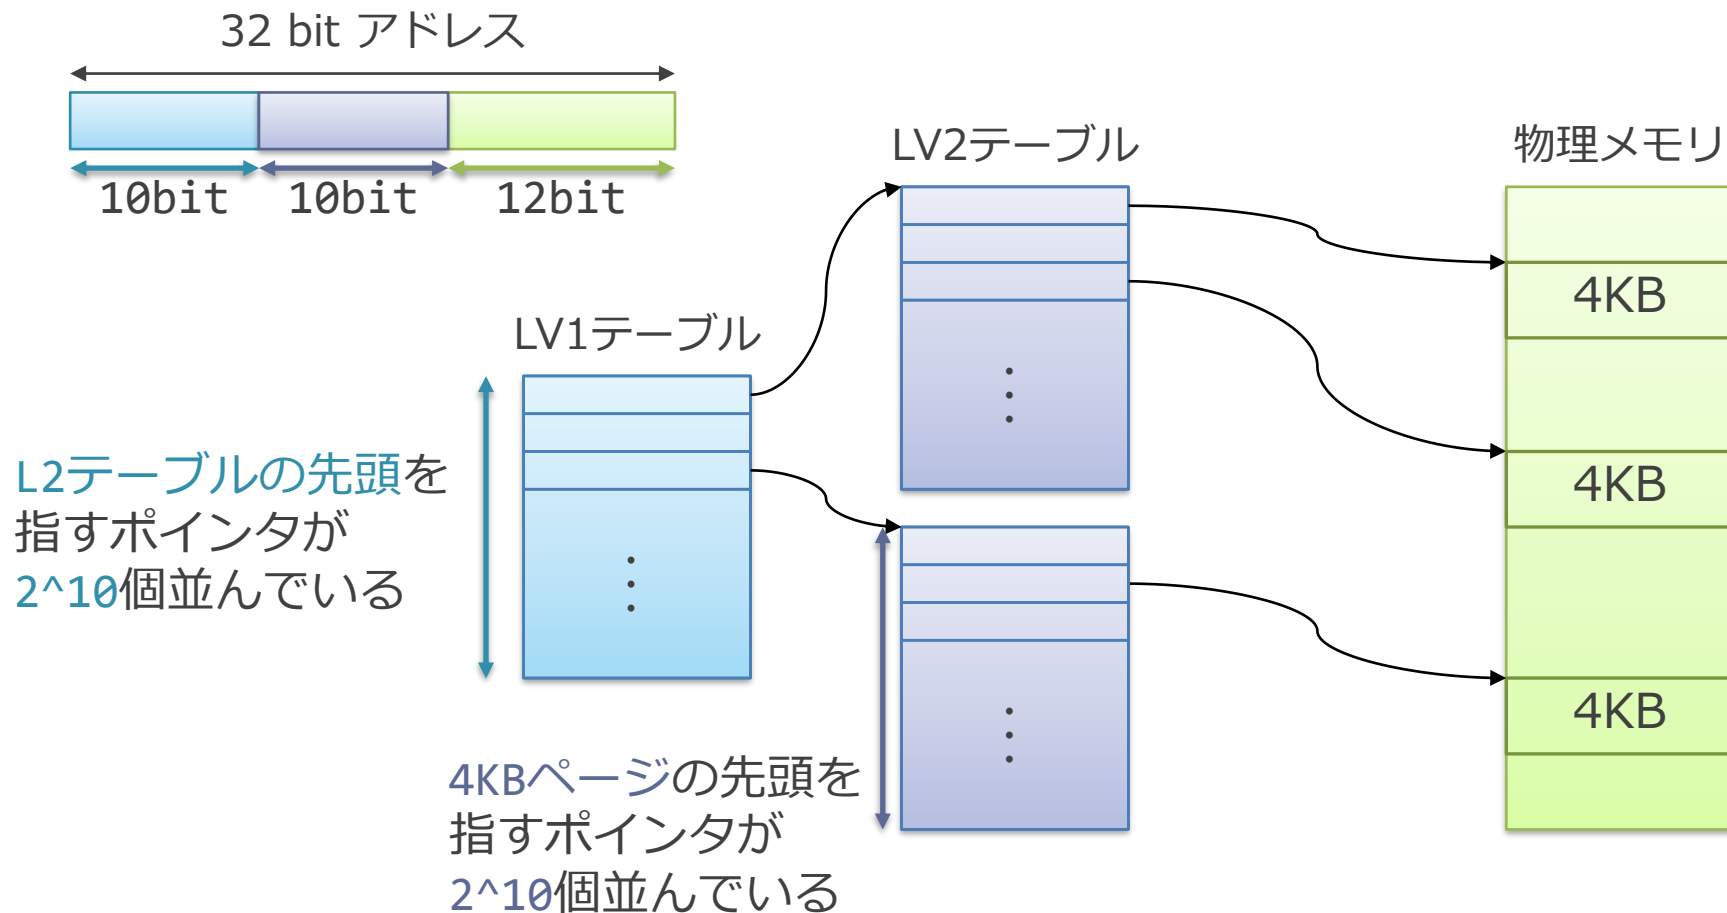 32 bit アドレス
10bit
10bit
12bit
LV2テーブル
物理メモリ
4KB
LV1テーブル
4KB
L2テーブルの先頭を
指すポインタが
2^10個並んでいる
4KB
4KBページの先頭を
指すポインタが
2^10個並んでいる